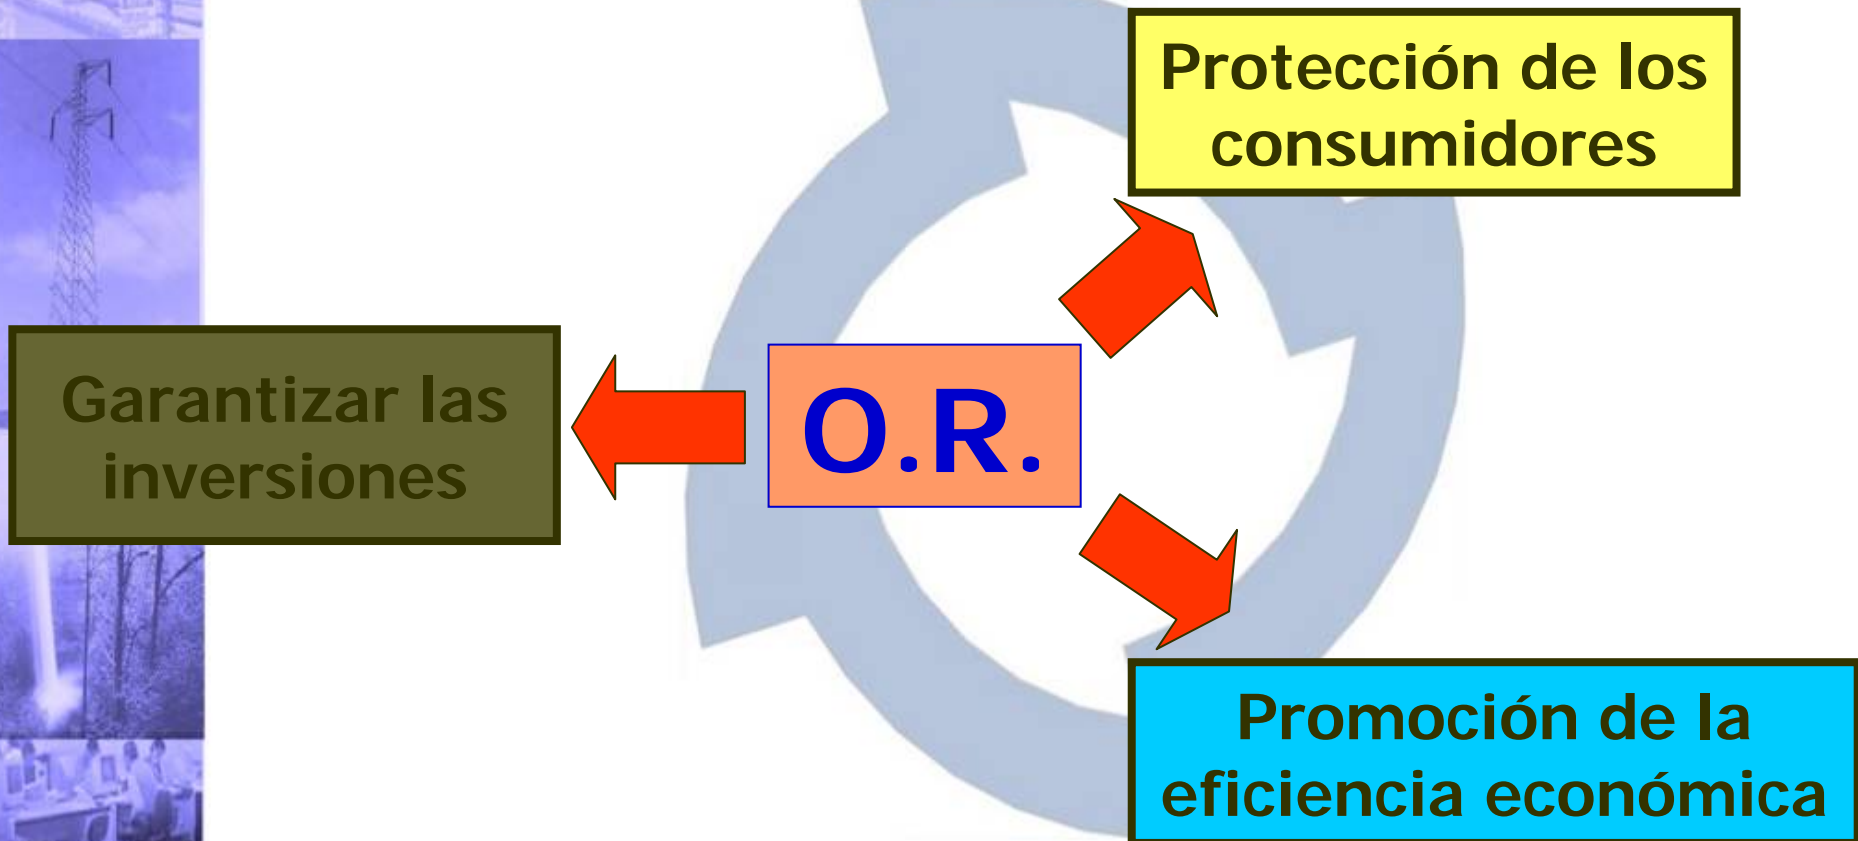 Protección de los
consumidores
Garantizar las
inversiones
O.R.
Promoción de la
eficiencia económica